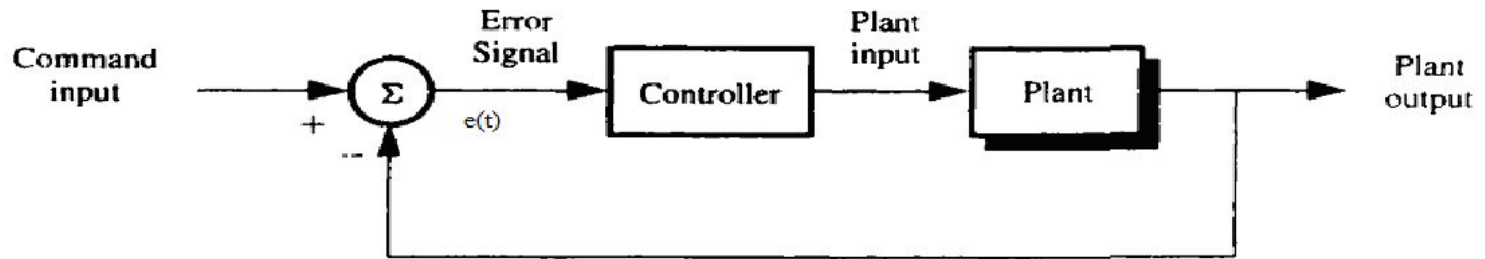 Command
input
Error
Signal
Plant
input
Plant
output
Σ
Controller
Plant
+
e(t)
--